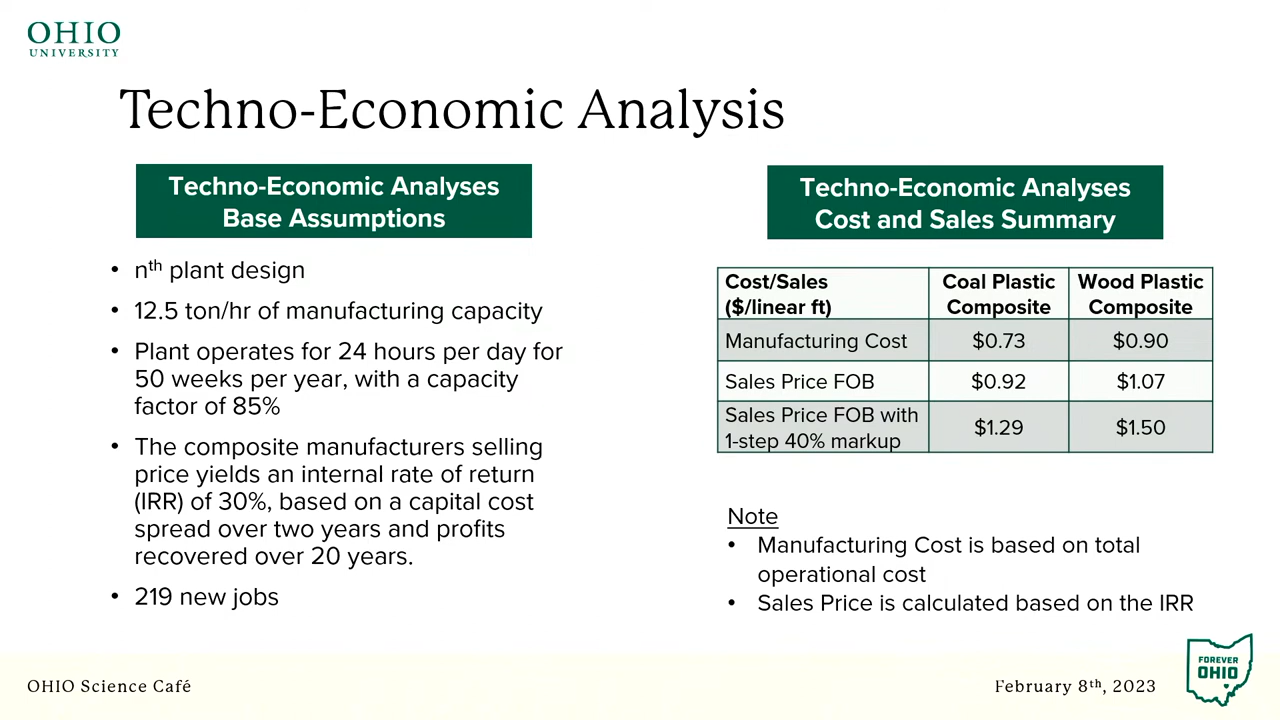 OHIO
UNIVERSITY
Techno-Economic Analysis
Techno-Economic Analyses
Base Assumptions
• nth plant design
• 12.5 ton/hr of manufacturing capacity
• Plant operates for 24 hours per day for
50 weeks per year, with a capacity
factor of 85%
• The composite manufacturers selling
price yields an internal rate of return
(IRR) of 30%, based on a capital cost
spread over two years and profits
recovered over 20 years.
• 219 new jobs
Techno-Economic Analyses
Cost and Sales Summary
Cost/Sales
($/linear ft)
Coal Plastic
Composite
Wood Plastic
Composite
Manufacturing Cost $0.73 $0.90
Sales Price FOB $0.92 $1.07
Sales Price FOB with
1-step 40% markup
$1.29 $1.50
Note
• Manufacturing Cost is based on total
operational cost
• Sales Price is calculated based on the IRR
OHIO Science Café
February 8th, 2023
FOREVER
OHIO